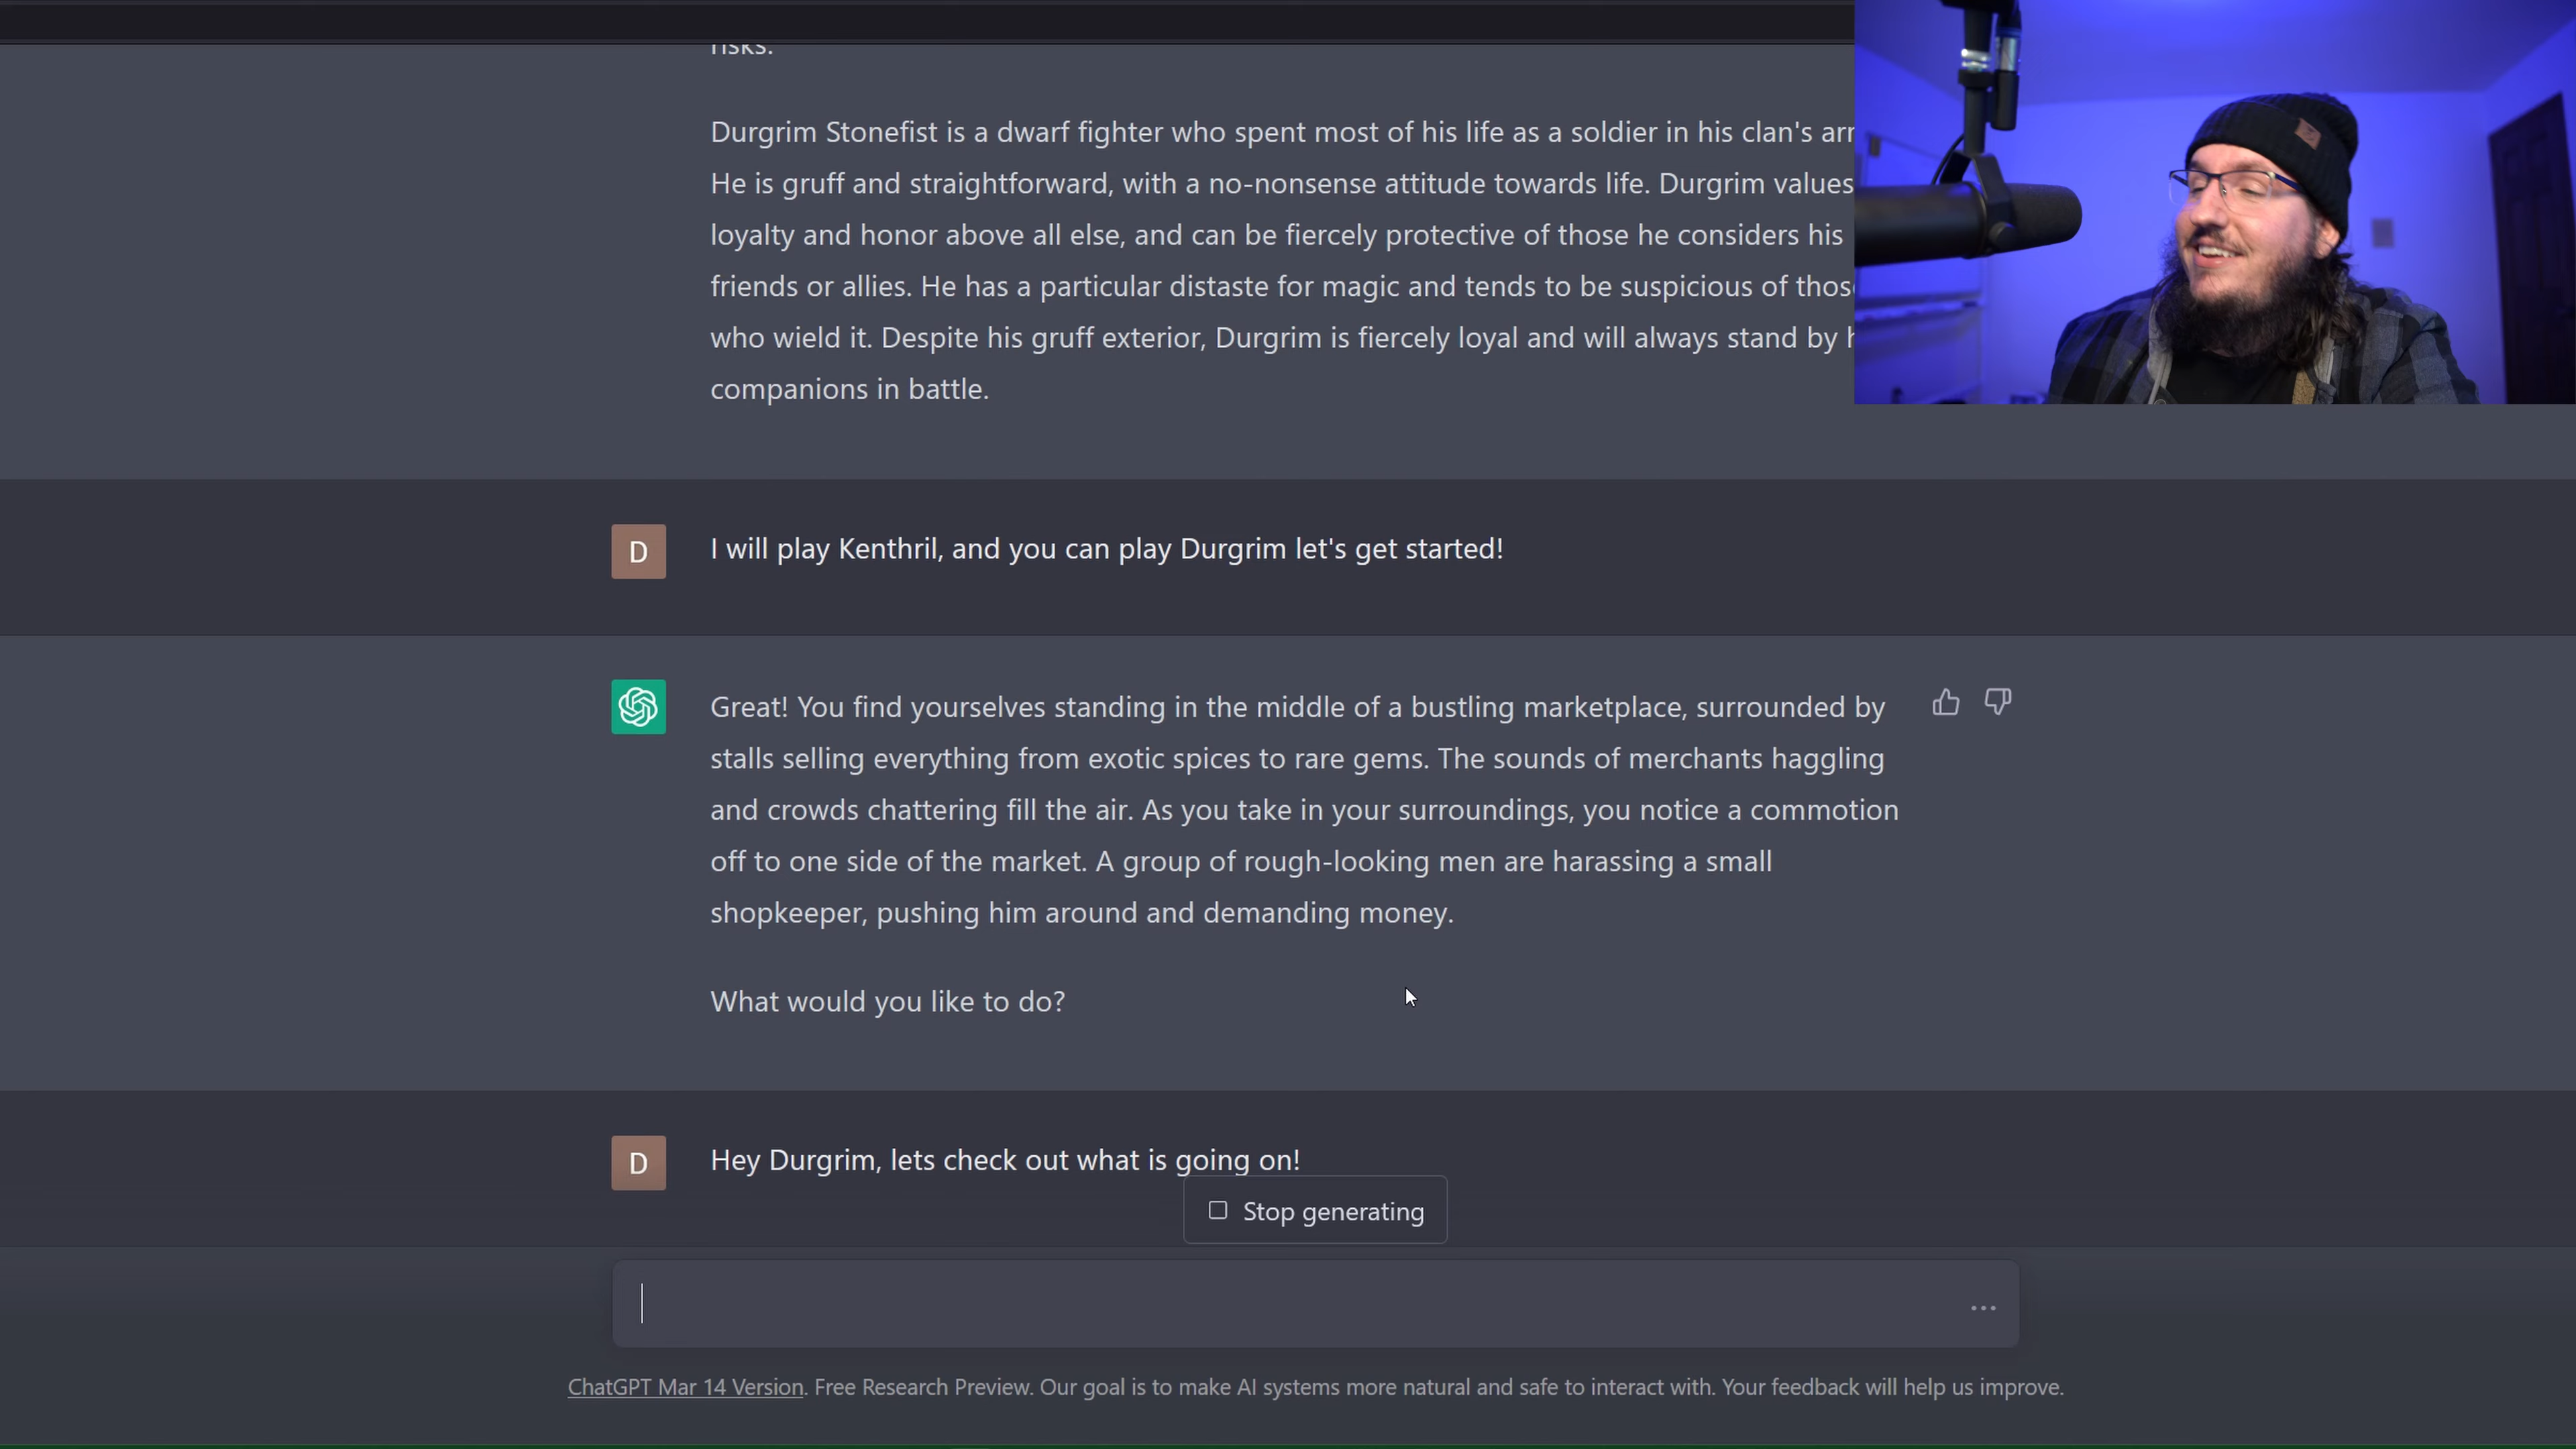 risks.
Durgrim Stonefist is a dwarf fighter who spent most of his life as a soldier in his clan's
He is gruff and straightforward, with a no-nonsense attitude towards life. Durgrim values
loyalty and honor above all else, and can be fiercely protective of those he considers his
friends or allies. He has a particular distaste for magic and tends to be suspicious of
who wield it. Despite his gruff exterior, Durgrim is fiercely loyal and will always stand by
companions in battle.
D
I will play Kenthril, and you can play Durgrim let's get started!
Great! You find yourselves standing in the middle of a bustling marketplace, surrounded by
stalls selling everything from exotic spices to rare gems. The sounds of merchants haggling
and crowds chattering fill the air. As you take in your surroundings, you notice a commotion
off to one side of the market. A group of rough-looking men are harassing a small
shopkeeper, pushing him around and demanding money.
What would you like to do?
D
Hey Durgrim, lets check out what is going on!
Stop generating
ChatGPT Mar 14 Version. Free Research Preview. Our goal is to make AI systems more natural and safe to interact with. Your feedback will help us improve.